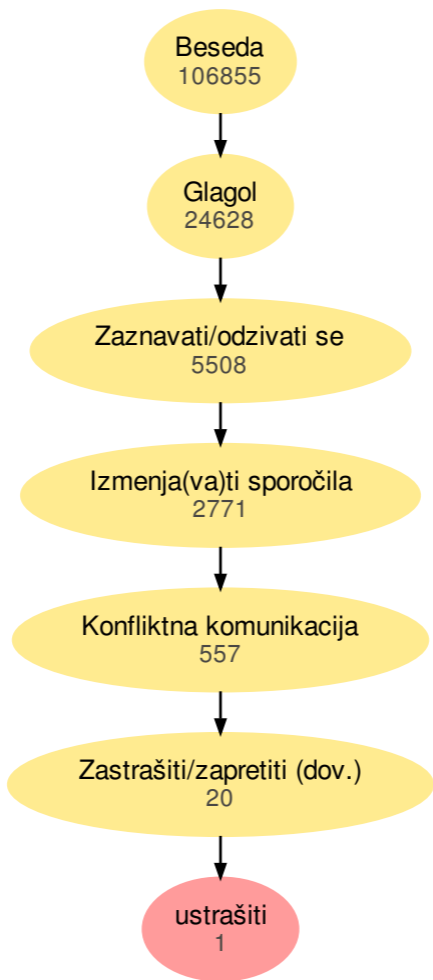 Beseda
106855
Glagol
24628
Zaznavati/odzivati se
5508
Izmenja(va)ti sporočila
2771
Konfliktna komunikacija
557
Zastrašiti/zapretiti (dov.)
20
ustrašiti
1